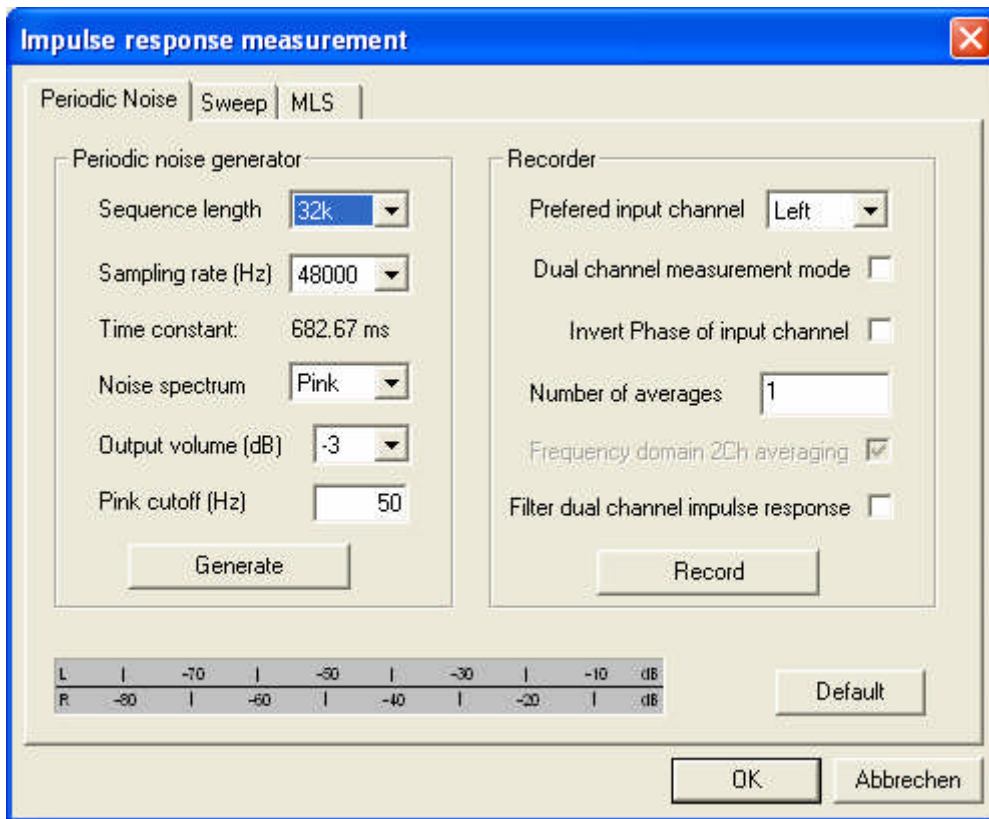 Impulse response measurement
Periodic Noise
Sweep
MLS
Periodic noise generator
Sequence length 32k
Sampling rate (Hz) 48000
Time constant: 682.67 ms
Noise spectrum Pink
Output volume (dB) -3
Pink cutoff (Hz) 50
Generate
Recorder
Prefered input channel Left
Dual channel measurement mode
Invert Phase of input channel
Number of averages 1
Frequency domain 2Ch averaging
Filter dual channel impulse response
Record
L | -70 | -50 | -30 | -10 dB
R -80 | -60 | -40 | -20 | dB
Default
OK
Abbrechen